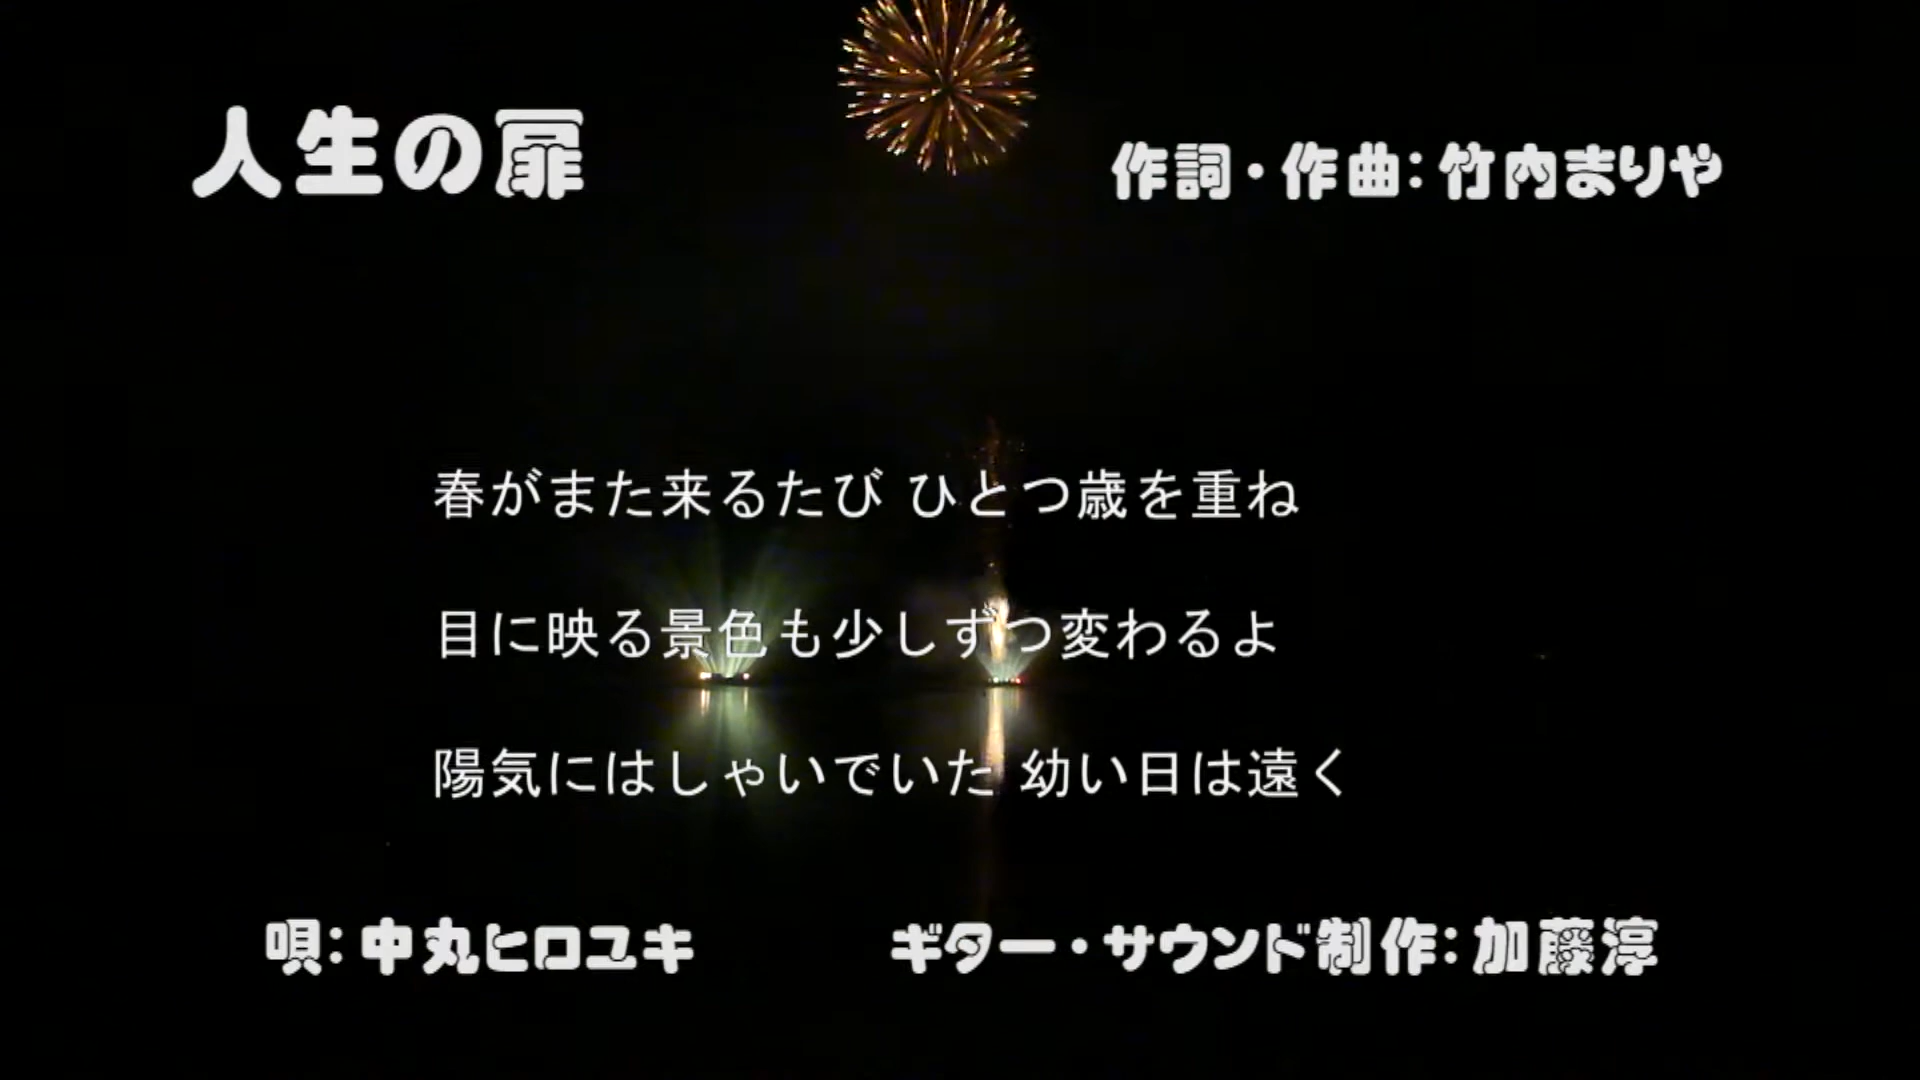 人生の扉
作詞・作曲：竹内まりや
春がまた来るたび ひとつ歳を重ね
目に映る景色も少しずつ変わるよ
陽気にはしゃいでいた 幼い日は遠く
唄：中丸ヒロユキ
ギター・サウンド制作：加藤淳